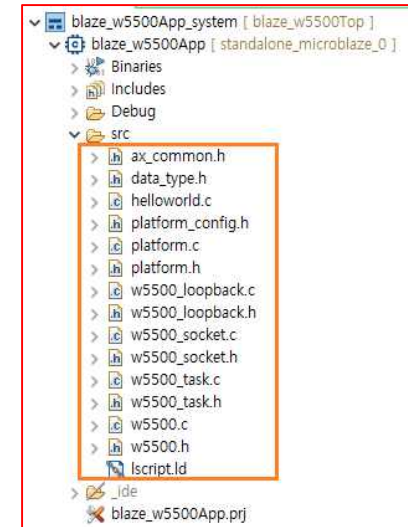 blaze_w5500App_system [ blaze_w5500Top ]
blaze_w5500App [ standalone_microblaze_0 ]
Binaries
Includes
Debug
src
ax_common.h
data_type.h
helloworld.c
platform_config.h
platform.c
platform.h
w5500_loopback.c
w5500_loopback.h
w5500_socket.c
w5500_socket.h
w5500_task.c
w5500_task.h
w5500.c
w5500.h
lscript.ld
_ide
blaze_w5500App.prj